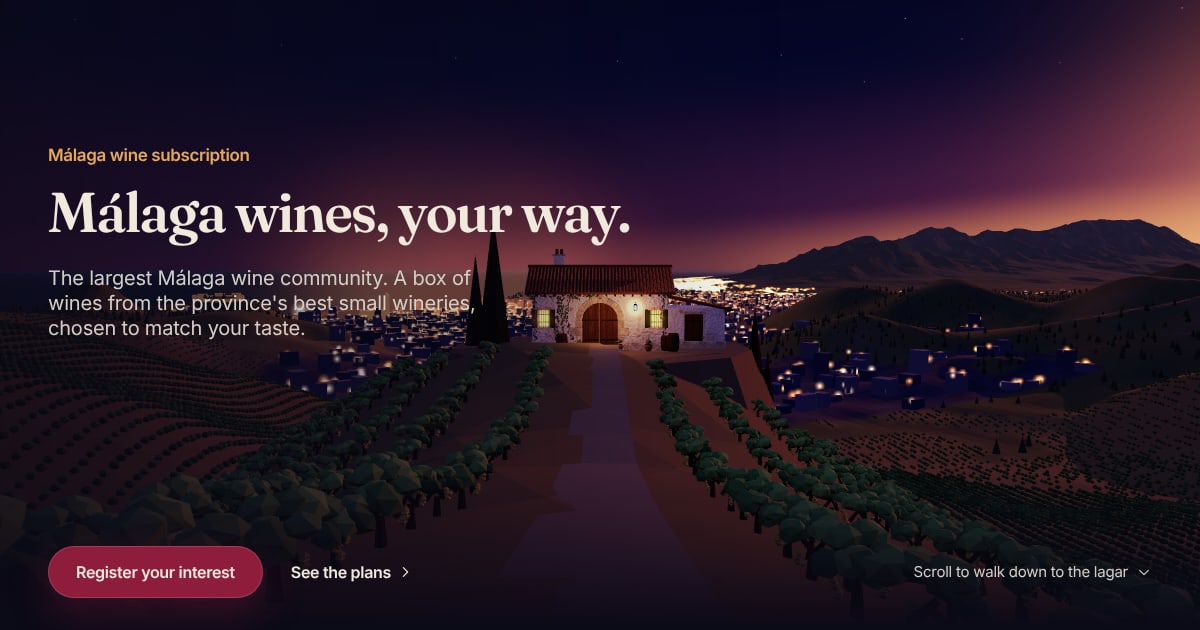 Málaga wine subscription
Málaga wines, your way.
The largest Málaga wine community. A box of
wines from the province's best small wineries,
chosen to match your taste.
Register your interest
See the plans
Scroll to walk down to the lagar